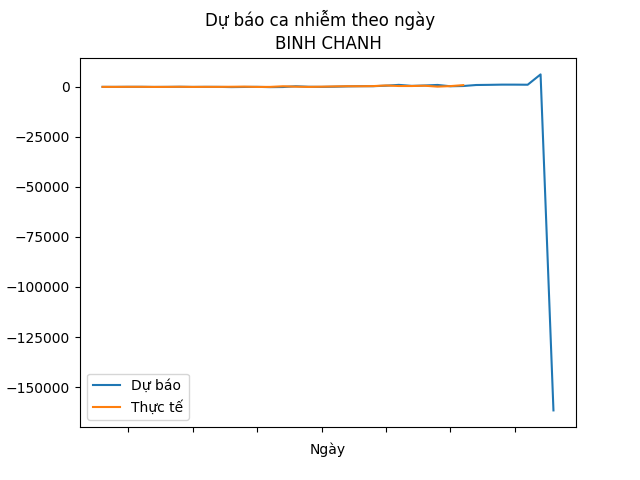 Dự báo ca nhiễm theo ngày
BINH CHANH
0
−25000
−50000
−75000
−100000
−125000
−150000
Dự báo
Thực tế
Ngày